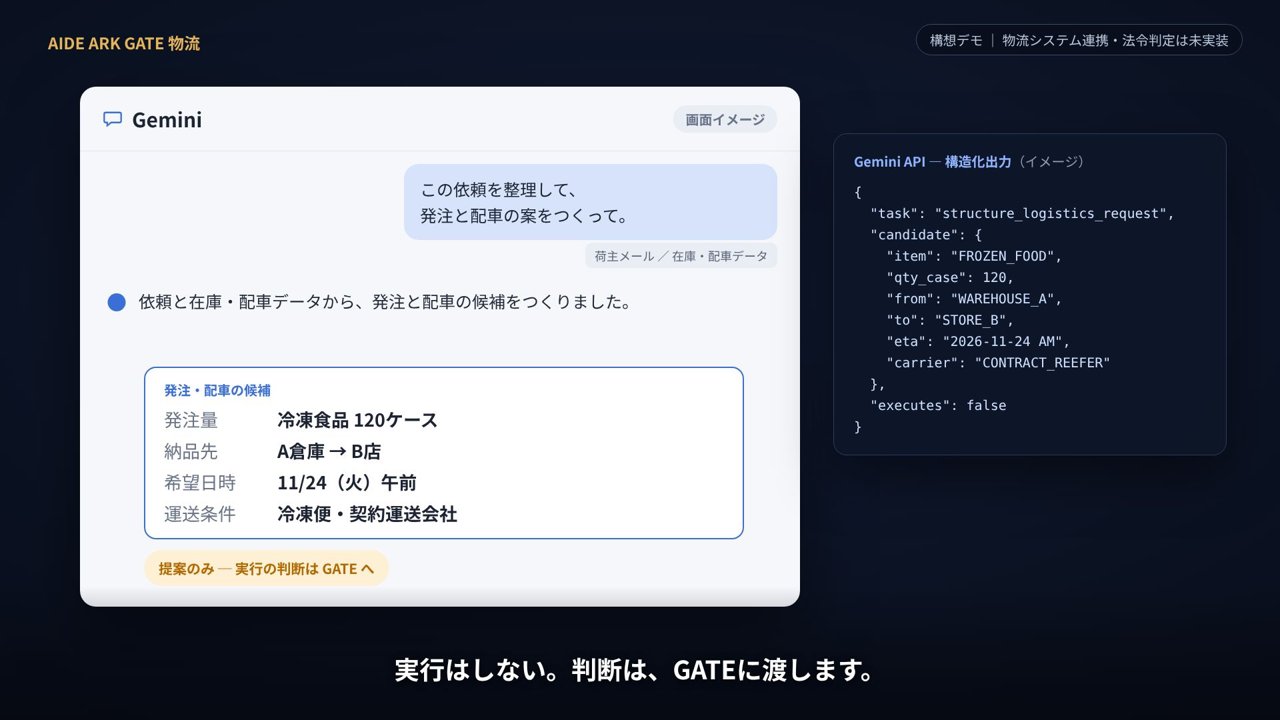 AIDE ARK GATE 物流
構想デモ｜物流システム連携・法令判定は未実装
Gemini
画面イメージ
この依頼を整理して、
発注と配車の案をつくって。
荷主メール ／ 在庫・配車データ
依頼と在庫・配車データから、発注と配車の候補をつくりました。
発注・配車の候補
発注量 冷凍食品 120ケース
納品先 A倉庫 → B店
希望日時 11/24（火）午前
運送条件 冷凍便・契約運送会社
提案のみ — 実行の判断は GATE へ
Gemini API — 構造化出力（イメージ）
{
  "task": "structure_logistics_request",
  "candidate": {
    "item": "FROZEN_FOOD",
    "qty_case": 120,
    "from": "WAREHOUSE_A",
    "to": "STORE_B",
    "eta": "2026-11-24 AM",
    "carrier": "CONTRACT_REEFER"
  },
  "executes": false
}
実行はしない。判断は、GATEに渡します。